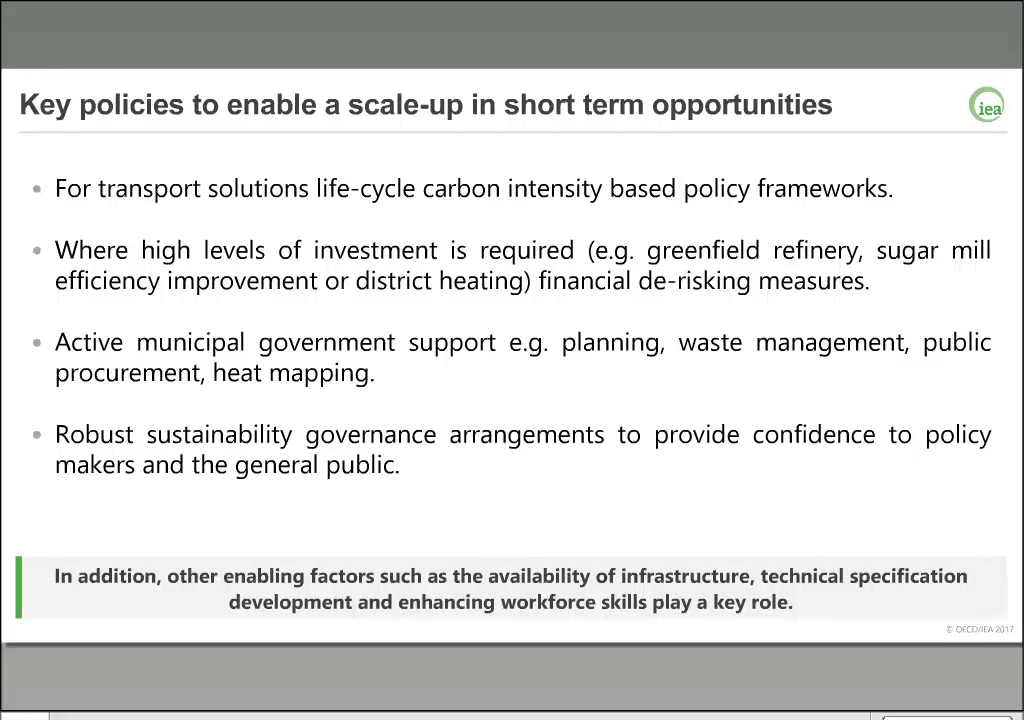 Key policies to enable a scale-up in short term opportunities
iea
• For transport solutions life-cycle carbon intensity based policy frameworks.
• Where high levels of investment is required (e.g. greenfield refinery, sugar mill
efficiency improvement or district heating) financial de-risking measures.
• Active municipal government support e.g. planning, waste management, public
procurement, heat mapping.
• Robust sustainability governance arrangements to provide confidence to policy
makers and the general public.
In addition, other enabling factors such as the availability of infrastructure, technical specification
development and enhancing workforce skills play a key role.
© OECD/IEA 2017